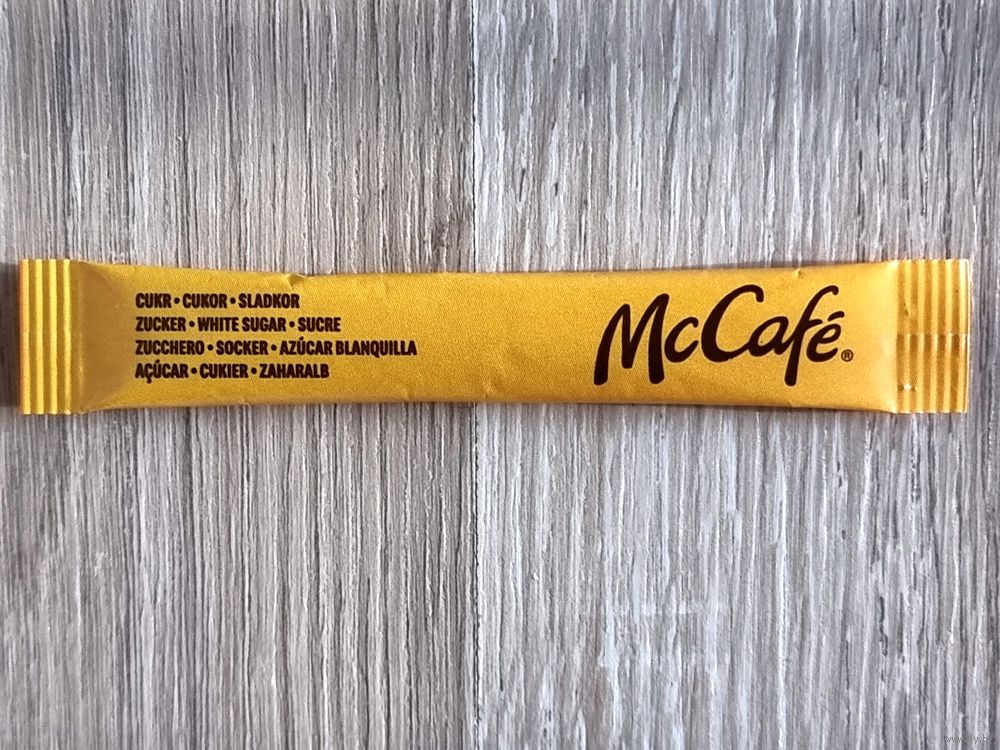 CUKR • CUKOR • SLADKOR
ZUCKER • WHITE SUGAR • SUCRE
ZUCCHERO • SOCKER • AZÚCAR BLANQUILLA
AÇÚCAR • CUKIER • ZAHARALB
McCafé®